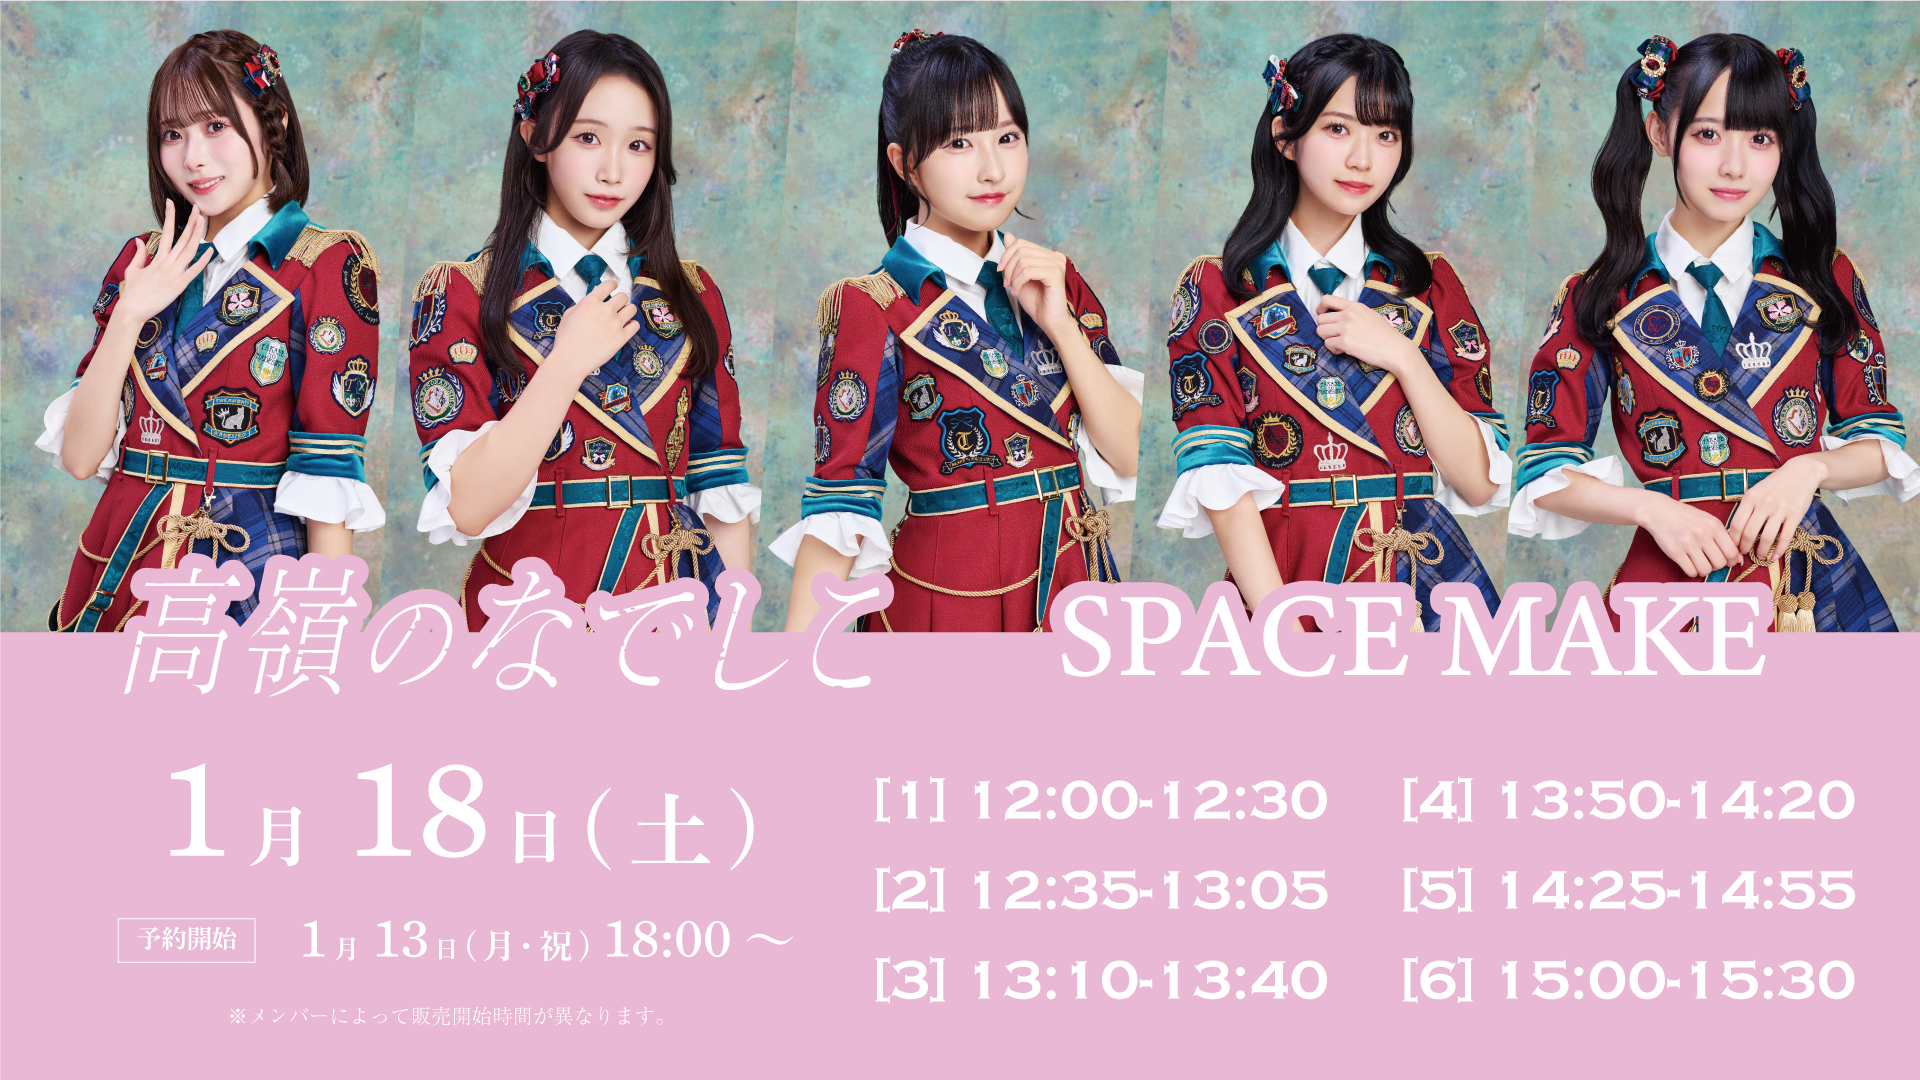 高嶺のなでしこ SPACE MAKE
1月18日(土)
予約開始 1月13日(月・祝)18:00～
※メンバーによって販売開始時間が異なります。
[1] 12:00-12:30
[2] 12:35-13:05
[3] 13:10-13:40
[4] 13:50-14:20
[5] 14:25-14:55
[6] 15:00-15:30